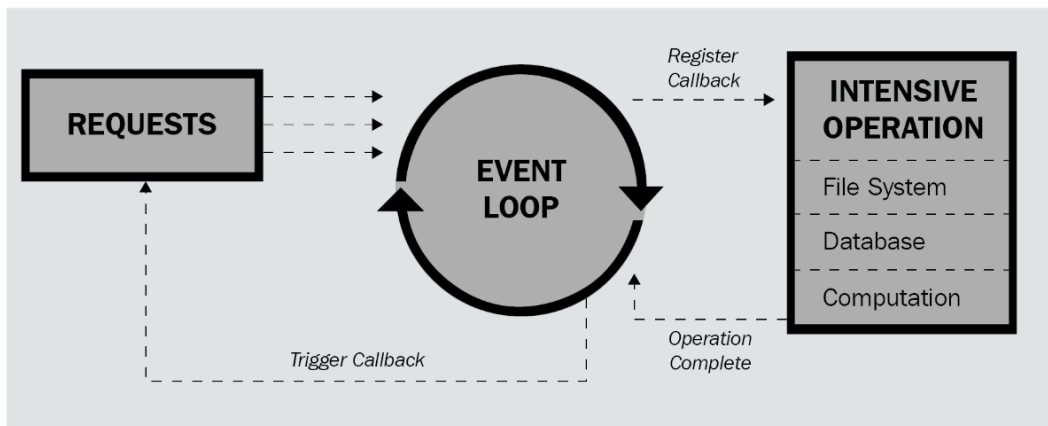 REQUESTS
EVENT
LOOP
Register
Callback
INTENSIVE
OPERATION
File System
Database
Computation
Operation
Complete
Trigger Callback